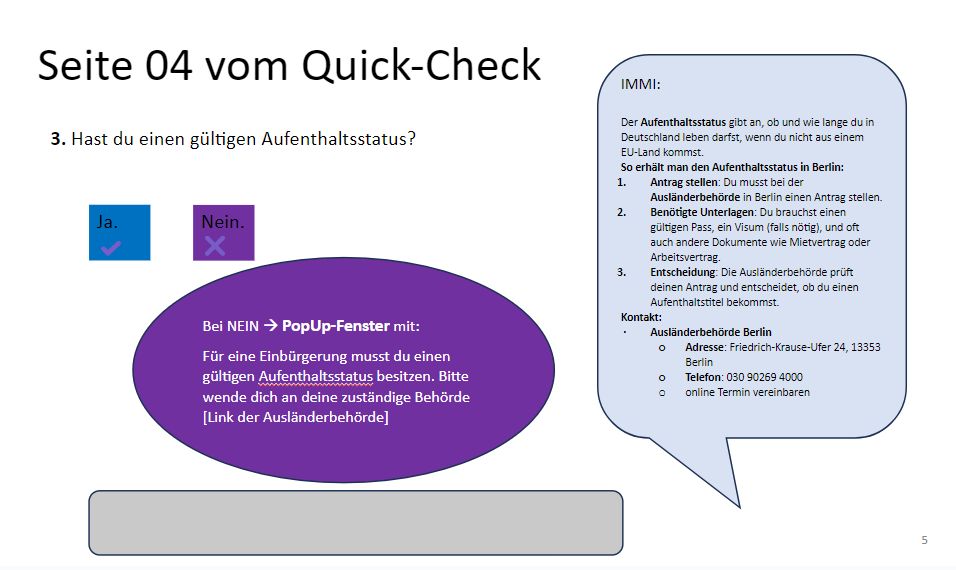 Seite 04 vom Quick-Check
3. Hast du einen gültigen Aufenthaltsstatus?
Ja.
Nein.
Bei NEIN → PopUp-Fenster mit:
Für eine Einbürgerung musst du einen
gültigen Aufenthaltsstatus besitzen. Bitte
wende dich an deine zuständige Behörde
[Link der Ausländerbehörde]
IMMI:
Der Aufenthaltsstatus gibt an, ob und wie lange du in
Deutschland leben darfst, wenn du nicht aus einem
EU-Land kommst.
So erhält man den Aufenthaltsstatus in Berlin:
1. Antrag stellen: Du musst bei der
Ausländerbehörde in Berlin einen Antrag stellen.
2. Benötigte Unterlagen: Du brauchst einen
gültigen Pass, ein Visum (falls nötig), und oft
auch andere Dokumente wie Mietvertrag oder
Arbeitsvertrag.
3. Entscheidung: Die Ausländerbehörde prüft
deinen Antrag und entscheidet, ob du einen
Aufenthaltstitel bekommst.
Kontakt:
· Ausländerbehörde Berlin
o Adresse: Friedrich-Krause-Ufer 24, 13353
Berlin
o Telefon: 030 90269 4000
o online Termin vereinbaren
5